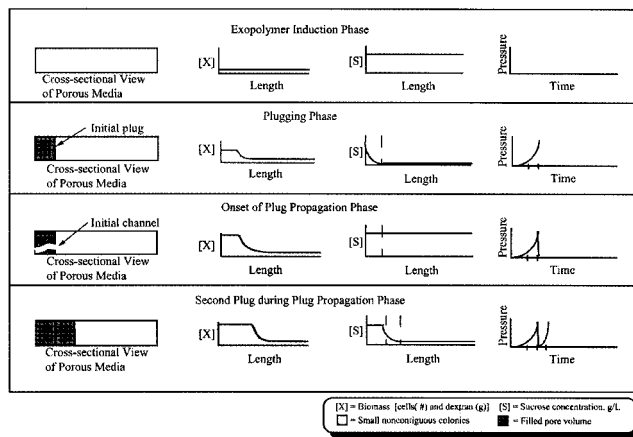 Exopolymer Induction Phase
[X]
[S]
Pressure
Cross-sectional View
of Porous Media
Length
Length
Time
Plugging Phase
Initial plug
[X]
[S]
Pressure
Cross-sectional View
of Porous Media
Length
Length
Time
Onset of Plug Propagation Phase
Initial channel
[X]
[S]
Pressure
Cross-sectional View
of Porous Media
Length
Length
Time
Second Plug during Plug Propagation Phase
[X]
[S]
Pressure
Cross-sectional View
of Porous Media
Length
Length
Time
[X] = Biomass [cells( #) and dextran (g)] [S] = Sucrose concentration, g/L
= Small noncontiguous colonies = Filled pore volume